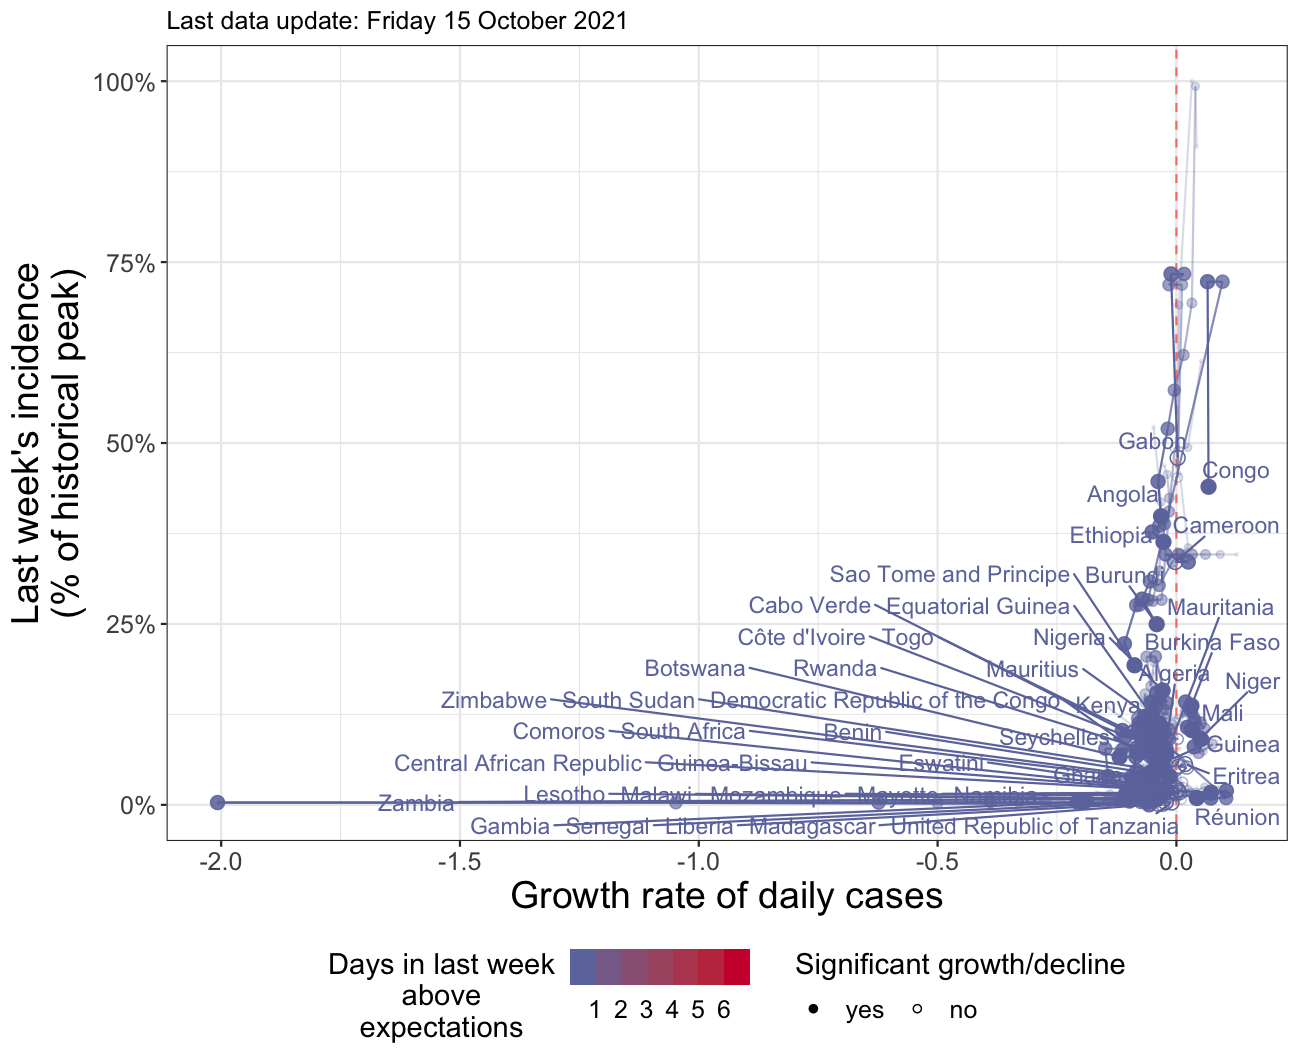 Last data update: Friday 15 October 2021
Last week's incidence
(% of historical peak)
100%
75%
50%
25%
0%
Gabon
Congo
Angola
Ethiopia
Cameroon
Sao Tome and Principe
Burundi
Cabo Verde
Equatorial Guinea
Mauritania
Côte d'Ivoire
Togo
Nigeria
Burkina Faso
Botswana
Rwanda
Mauritius
Algeria
Niger
Zimbabwe
South Sudan
Democratic Republic of the Congo
Kenya
Mali
Comoros
South Africa
Benin
Seychelles
Guinea
Central African Republic
Guinea-Bissau
Eswatini
Ghana
Eritrea
Lesotho
Malawi
Mozambique
Mayotte
Namibia
Zambia
Réunion
Gambia
Senegal
Liberia
Madagascar
United Republic of Tanzania
-2.0
-1.5
-1.0
-0.5
0.0
Growth rate of daily cases
Days in last week
above
expectations
1 2 3 4 5 6
Significant growth/decline
yes
no